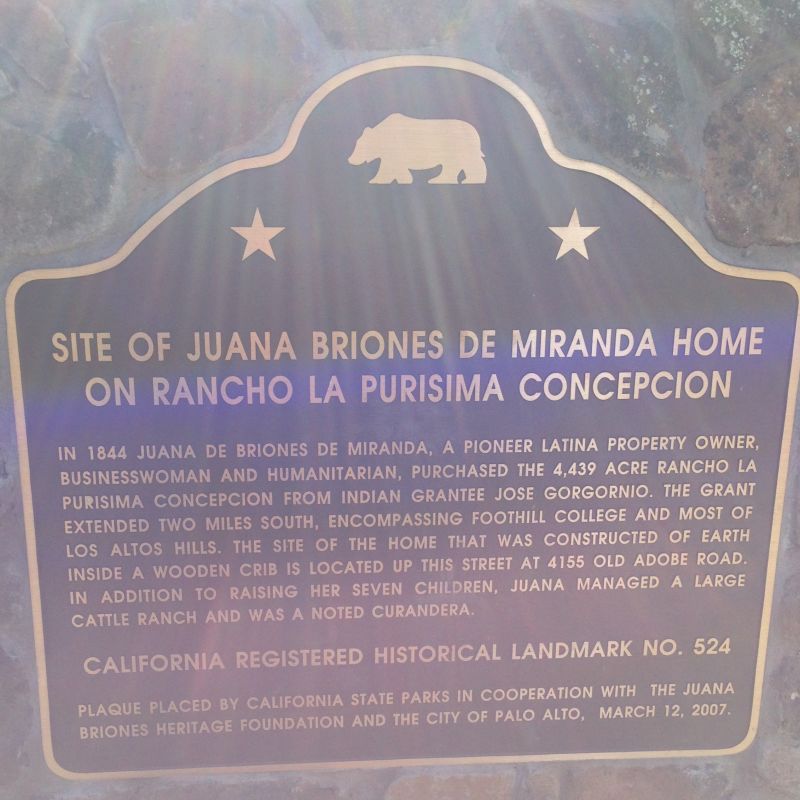 SITE OF JUANA BRIONES DE MIRANDA HOME
ON RANCHO LA PURISIMA CONCEPCION
IN 1844 JUANA DE BRIONES DE MIRANDA, A PIONEER LATINA PROPERTY OWNER,
BUSINESSWOMAN AND HUMANITARIAN, PURCHASED THE 4,439 ACRE RANCHO LA
PURISIMA CONCEPCION FROM INDIAN GRANTEE JOSE GORGORNIO. THE GRANT
EXTENDED TWO MILES SOUTH, ENCOMPASSING FOOTHILL COLLEGE AND MOST OF
LOS ALTOS HILLS. THE SITE OF THE HOME THAT WAS CONSTRUCTED OF EARTH
INSIDE A WOODEN CRIB IS LOCATED UP THIS STREET AT 4155 OLD ADOBE ROAD.
IN ADDITION TO RAISING HER SEVEN CHILDREN, JUANA MANAGED A LARGE
CATTLE RANCH AND WAS A NOTED CURANDERA.
CALIFORNIA REGISTERED HISTORICAL LANDMARK NO. 524
PLAQUE PLACED BY CALIFORNIA STATE PARKS IN COOPERATION WITH THE JUANA
BRIONES HERITAGE FOUNDATION AND THE CITY OF PALO ALTO, MARCH 12, 2007.